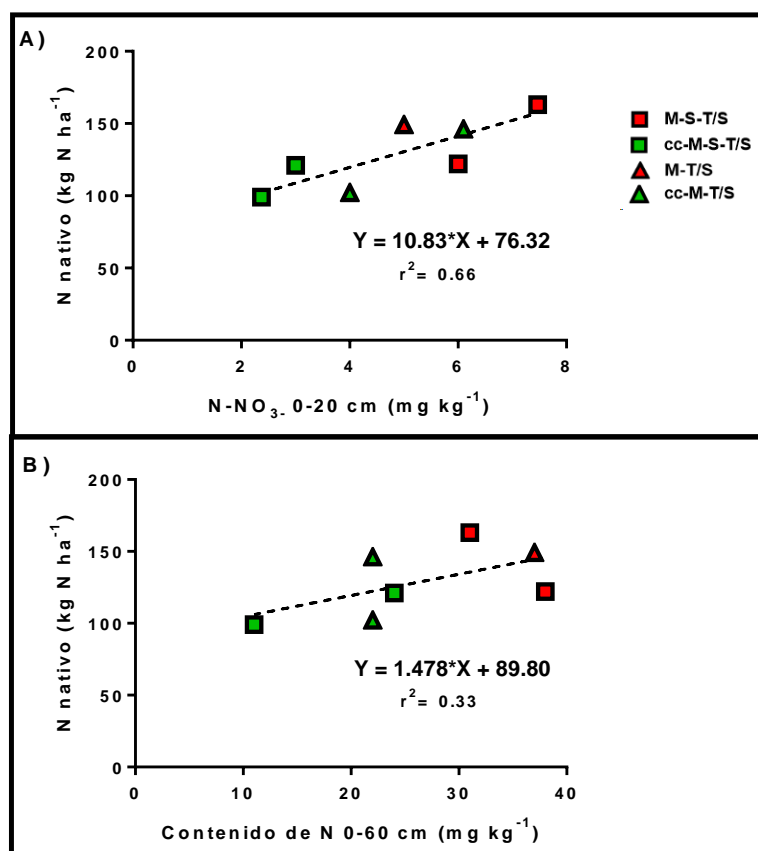 A)
N nativo (kg N ha-1)
200
150
100
50
0
0 2 4 6 8
N-NO3- 0-20 cm (mg kg-1)
Y = 10.83*X + 76.32
r2= 0.66
M-S-T/S
cc-M-S-T/S
M-T/S
cc-M-T/S
B)
N nativo (kg N ha-1)
200
150
100
50
0
0 10 20 30 40
Contenido de N 0-60 cm (mg kg-1)
Y = 1.478*X + 89.80
r2= 0.33